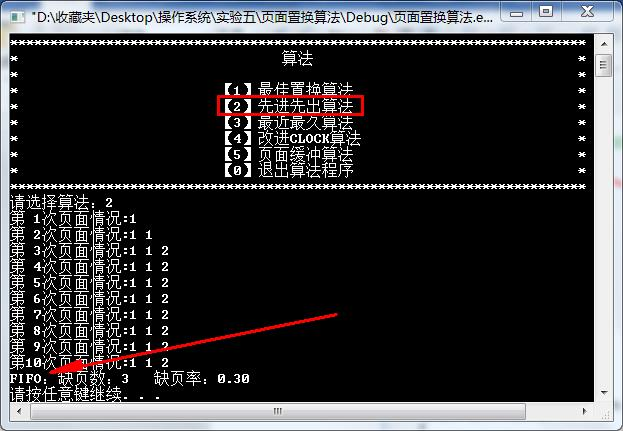 "D:\收藏夹\Desktop\操作系统\实验五\页面置换算法\Debug\页面置换算法.e...
算法
【1】最佳置换算法
【2】先进先出算法
【3】最近最久算法
【4】改进CLOCK算法
【5】页面缓冲算法
【0】退出算法程序
请选择算法：2
第 1次页面情况:1
第 2次页面情况:1 1
第 3次页面情况:1 1 2
第 4次页面情况:1 1 2
第 5次页面情况:1 1 2
第 6次页面情况:1 1 2
第 7次页面情况:1 1 2
第 8次页面情况:1 1 2
第 9次页面情况:1 1 2
第10次页面情况:1 1 2
FIFO：缺页数：3 缺页率：0.30
请按任意键继续. . .